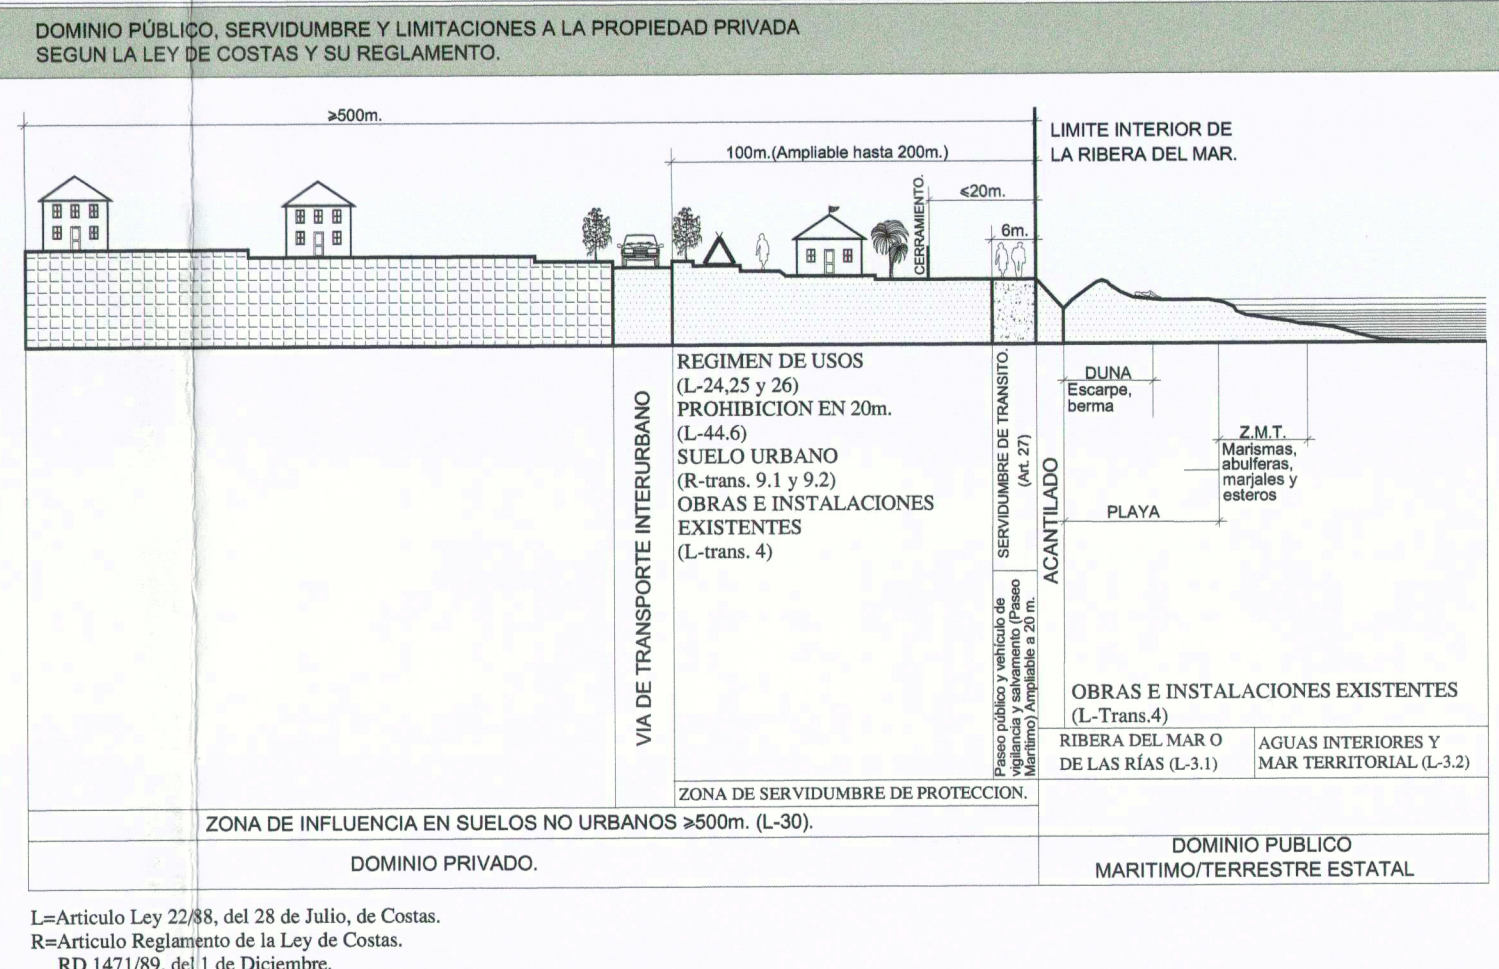 DOMINIO PÚBLICO, SERVIDUMBRE Y LIMITACIONES A LA PROPIEDAD PRIVADA
SEGUN LA LEY DE COSTAS Y SU REGLAMENTO.
≥500m.
100m.(Ampliable hasta 200m.)
LIMITE INTERIOR DE
LA RIBERA DEL MAR.
CERRAMIENTO.
≤20m.
6m.
VIA DE TRANSPORTE INTERURBANO
REGIMEN DE USOS
(L-24,25 y 26)
PROHIBICION EN 20m.
(L-44.6)
SUELO URBANO
(R-trans. 9.1 y 9.2)
OBRAS E INSTALACIONES
EXISTENTES
(L-trans. 4)
SERVIDUMBRE DE TRANSITO.
(Art. 27)
Paseo público y vehículo de
vigilancia y salvamento (Paseo
Marítimo) Ampliable a 20 m.
ACANTILADO
DUNA
Escarpe,
berma
Z.M.T.
Marismas,
abulferas,
marjales y
esteros
PLAYA
OBRAS E INSTALACIONES EXISTENTES
(L-Trans.4)
RIBERA DEL MAR O
DE LAS RÍAS (L-3.1)
AGUAS INTERIORES Y
MAR TERRITORIAL (L-3.2)
ZONA DE SERVIDUMBRE DE PROTECCION.
ZONA DE INFLUENCIA EN SUELOS NO URBANOS ≥500m. (L-30).
DOMINIO PRIVADO.
DOMINIO PUBLICO
MARITIMO/TERRESTRE ESTATAL
L=Articulo Ley 22/88, del 28 de Julio, de Costas.
R=Articulo Reglamento de la Ley de Costas.
RD 1471/89, del 1 de Diciembre.